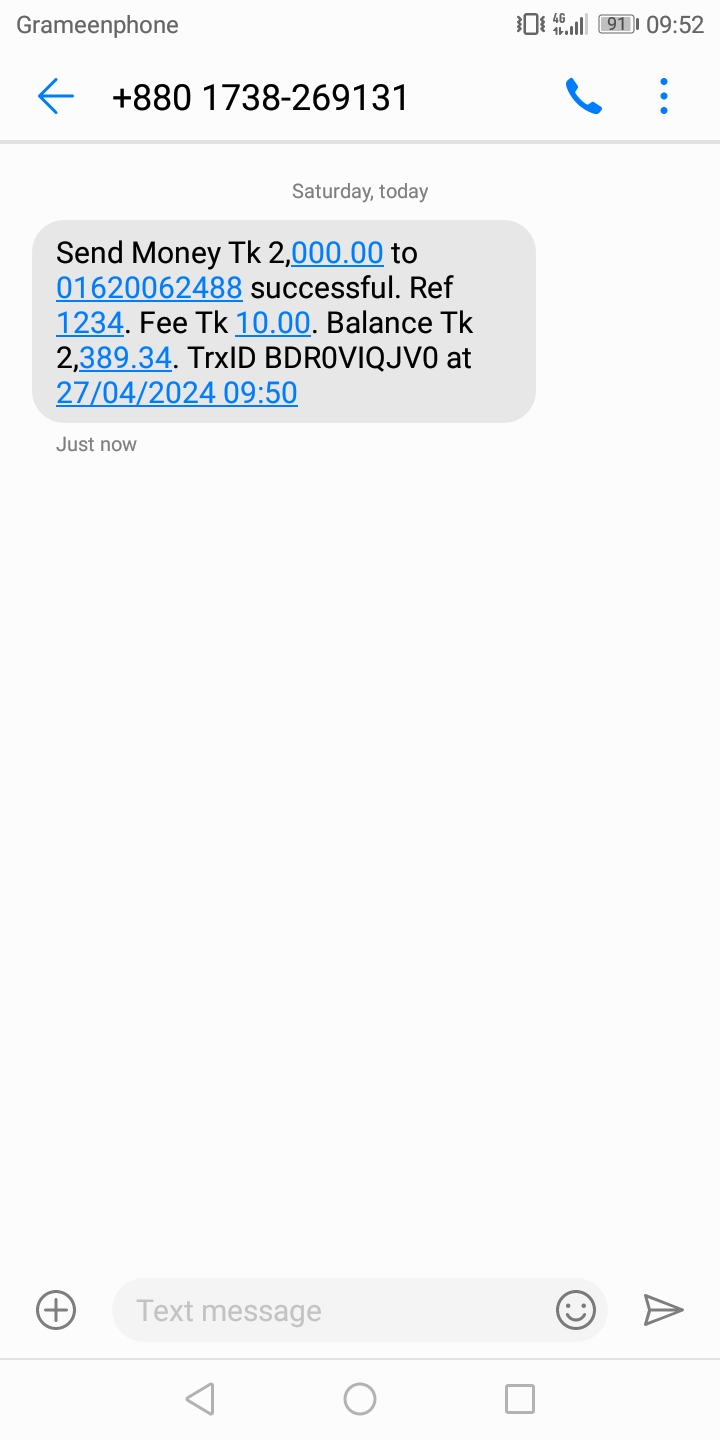 Grameenphone 4G 91 09:52
+880 1738-269131
Saturday, today
Send Money Tk 2,000.00 to
01620062488 successful. Ref
1234. Fee Tk 10.00. Balance Tk
2,389.34. TrxID BDR0VIQJV0 at
27/04/2024 09:50
Just now
Text message